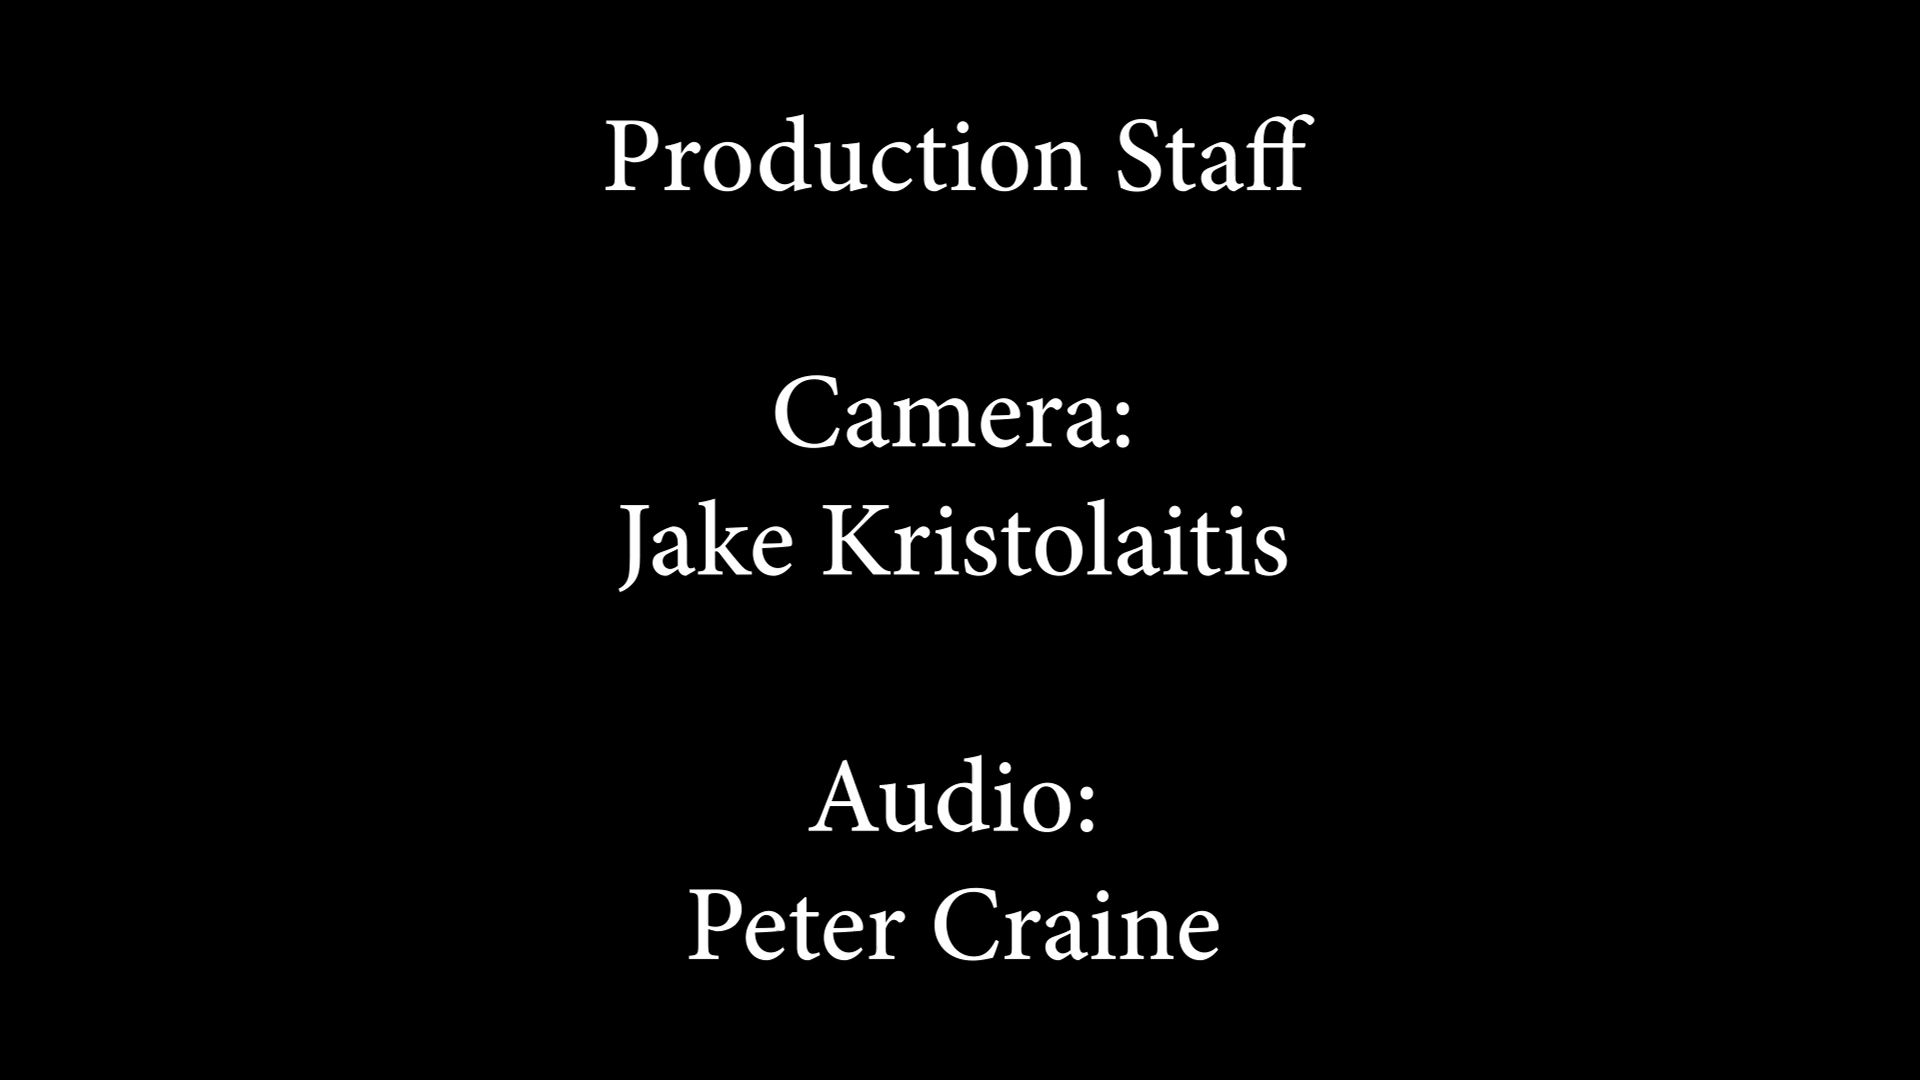 Production Staff
Camera:
Jake Kristolaitis
Audio:
Peter Craine